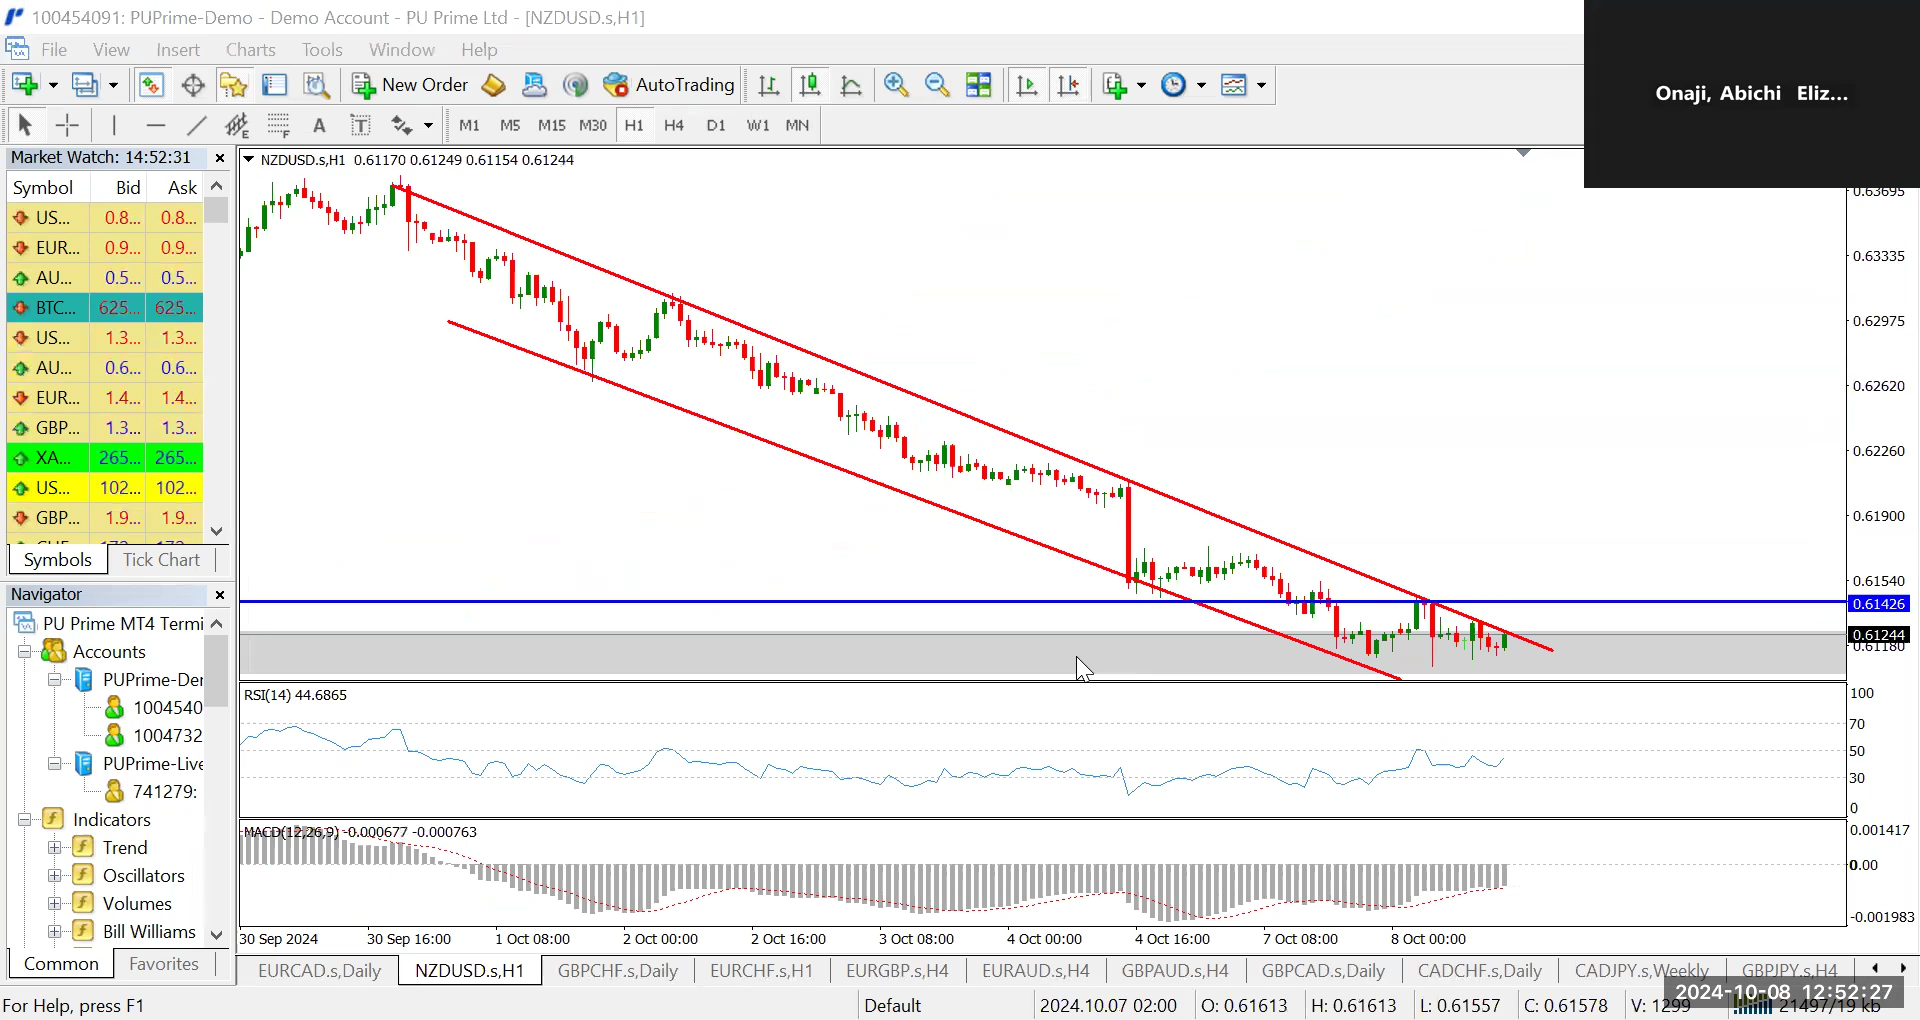 100454091: PUPrime-Demo - Demo Account - PU Prime Ltd - [NZDUSD.s,H1]
File View Insert Charts Tools Window Help
New Order AutoTrading
M1 M5 M15 M30 H1 H4 D1 W1 MN
Onaji, Abichi Eliz...
Market Watch: 14:52:31
Symbol Bid Ask
US... 0.8... 0.8...
EUR... 0.9... 0.9...
AU... 0.5... 0.5...
BTC... 625... 625...
US... 1.3... 1.3...
AU... 0.6... 0.6...
EUR... 1.4... 1.4...
GBP... 1.3... 1.3...
XA... 265... 265...
US... 102... 102...
GBP... 1.9... 1.9...
Symbols Tick Chart
Navigator
PU Prime MT4 Termi
Accounts
PUPrime-Der
1004540
1004732
PUPrime-Live
741279:
Indicators
Trend
Oscillators
Volumes
Bill Williams
Common Favorites
NZDUSD.s,H1 0.61170 0.61249 0.61154 0.61244
0.63695
0.63335
0.62975
0.62620
0.62260
0.61900
0.61540
0.61426
0.61244
0.61180
RSI(14) 44.6865
100
70
50
30
0
MACD(12,26,9) -0.000677 -0.000763
0.001417
0.00
-0.001983
30 Sep 2024 30 Sep 16:00 1 Oct 08:00 2 Oct 00:00 2 Oct 16:00 3 Oct 08:00 4 Oct 00:00 4 Oct 16:00 7 Oct 08:00 8 Oct 00:00
EURCAD.s,Daily NZDUSD.s,H1 GBPCHF.s,Daily EURCHF.s,H1 EURGBP.s,H4 EURAUD.s,H4 GBPAUD.s,H4 GBPCAD.s,Daily CADCHF.s,Daily CADJPY.s,Weekly GBPJPY.s,H4
For Help, press F1 Default 2024.10.07 02:00 O: 0.61613 H: 0.61613 L: 0.61557 C: 0.61578 V: 1299 21497/19 kb
2024-10-08 12:52:27